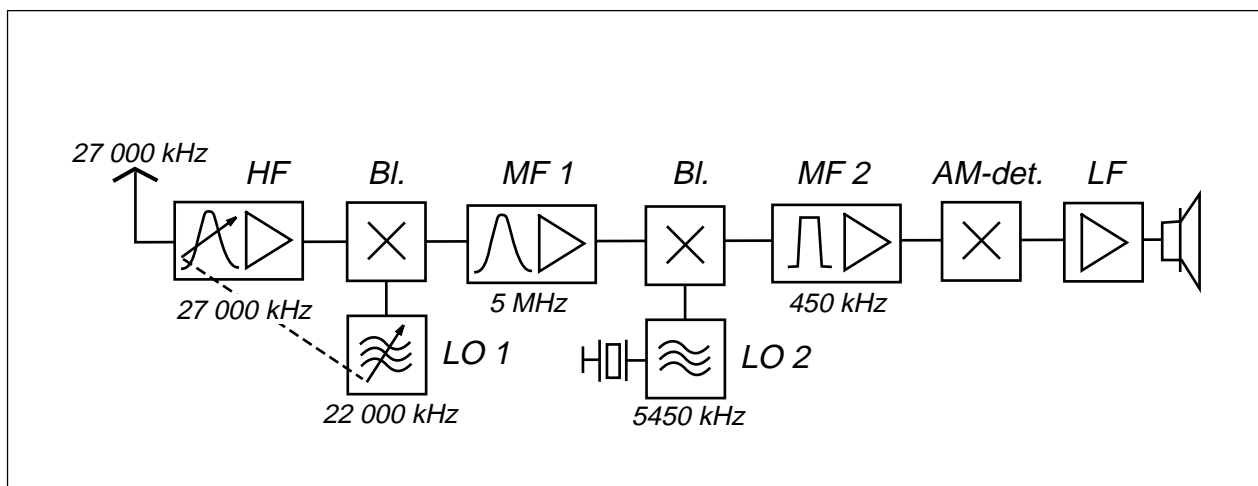 27 000 kHz
HF
Bl.
MF 1
Bl.
MF 2
AM-det.
LF
27 000 kHz
5 MHz
450 kHz
LO 1
LO 2
22 000 kHz
5450 kHz